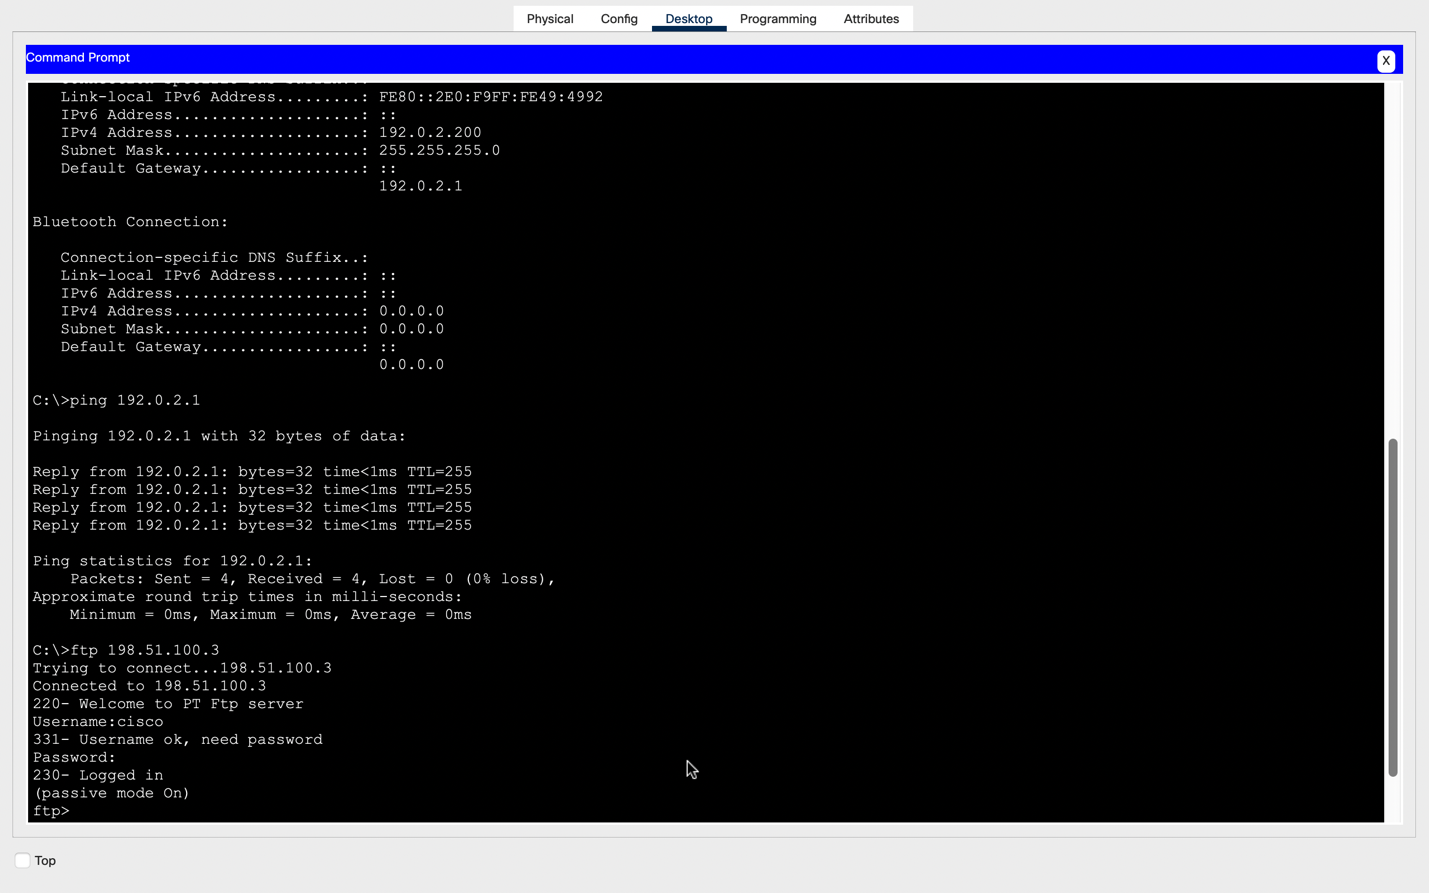 Physical Config Desktop Programming Attributes
Command Prompt
X
Link-local IPv6 Address.........: FE80::2E0:F9FF:FE49:4992
IPv6 Address....................: ::
IPv4 Address....................: 192.0.2.200
Subnet Mask.....................: 255.255.255.0
Default Gateway.................: ::
192.0.2.1
Bluetooth Connection:
Connection-specific DNS Suffix..:
Link-local IPv6 Address.........: ::
IPv6 Address....................: ::
IPv4 Address....................: 0.0.0.0
Subnet Mask.....................: 0.0.0.0
Default Gateway.................: ::
0.0.0.0
C:\>ping 192.0.2.1
Pinging 192.0.2.1 with 32 bytes of data:
Reply from 192.0.2.1: bytes=32 time<1ms TTL=255
Reply from 192.0.2.1: bytes=32 time<1ms TTL=255
Reply from 192.0.2.1: bytes=32 time<1ms TTL=255
Reply from 192.0.2.1: bytes=32 time<1ms TTL=255
Ping statistics for 192.0.2.1:
Packets: Sent = 4, Received = 4, Lost = 0 (0% loss),
Approximate round trip times in milli-seconds:
Minimum = 0ms, Maximum = 0ms, Average = 0ms
C:\>ftp 198.51.100.3
Trying to connect...198.51.100.3
Connected to 198.51.100.3
220- Welcome to PT Ftp server
Username:cisco
331- Username ok, need password
Password:
230- Logged in
(passive mode On)
ftp>
Top